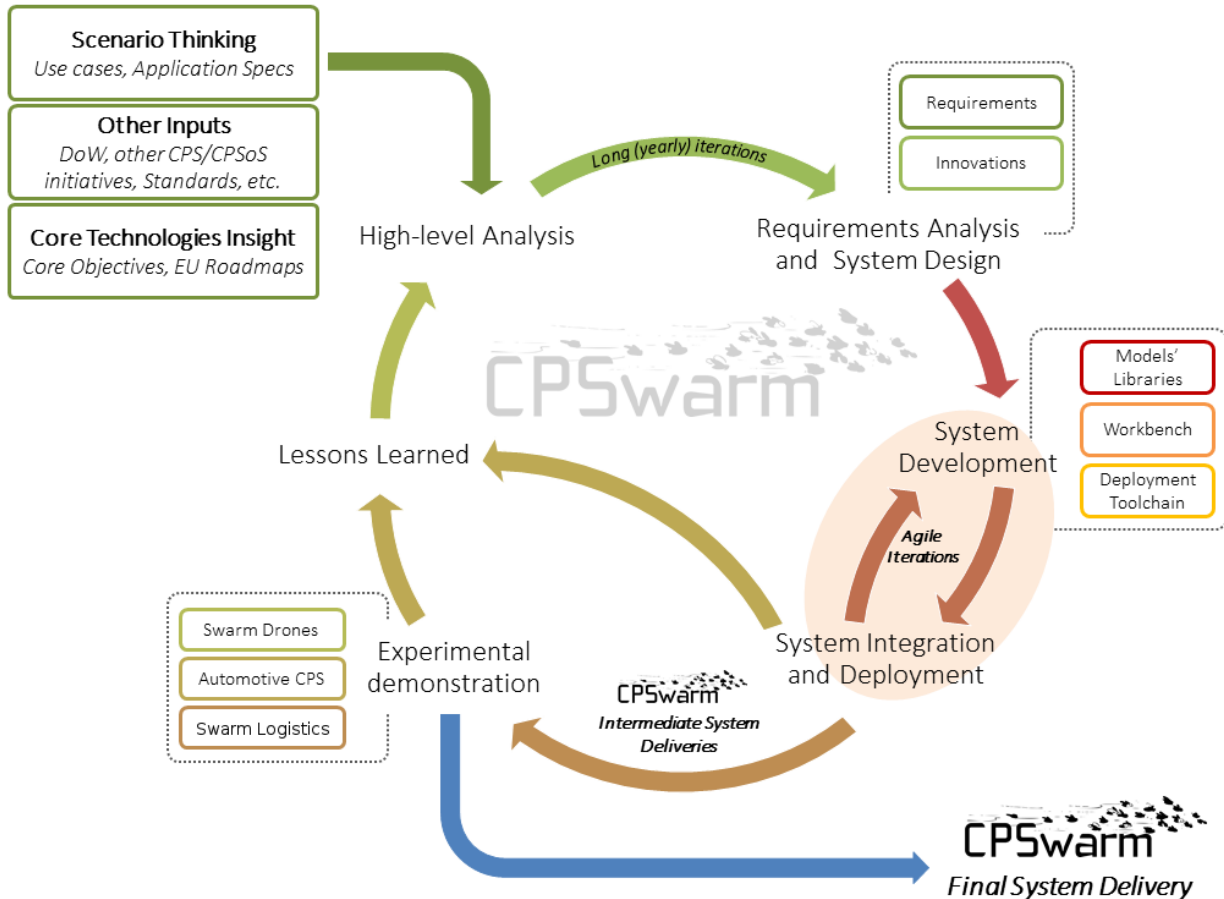 Scenario Thinking
Use cases, Application Specs
Other Inputs
DoW, other CPS/CPSoS
initiatives, Standards, etc.
Core Technologies Insight
Core Objectives, EU Roadmaps
Long (yearly) iterations
Requirements
Innovations
High-level Analysis
Requirements Analysis
and System Design
CPSwarm
Models'
Libraries
Workbench
Deployment
Toolchain
System
Development
Lessons Learned
Agile
Iterations
Swarm Drones
Automotive CPS
Swarm Logistics
Experimental
demonstration
System Integration
and Deployment
CPSwarm
Intermediate System
Deliveries
CPSwarm
Final System Delivery